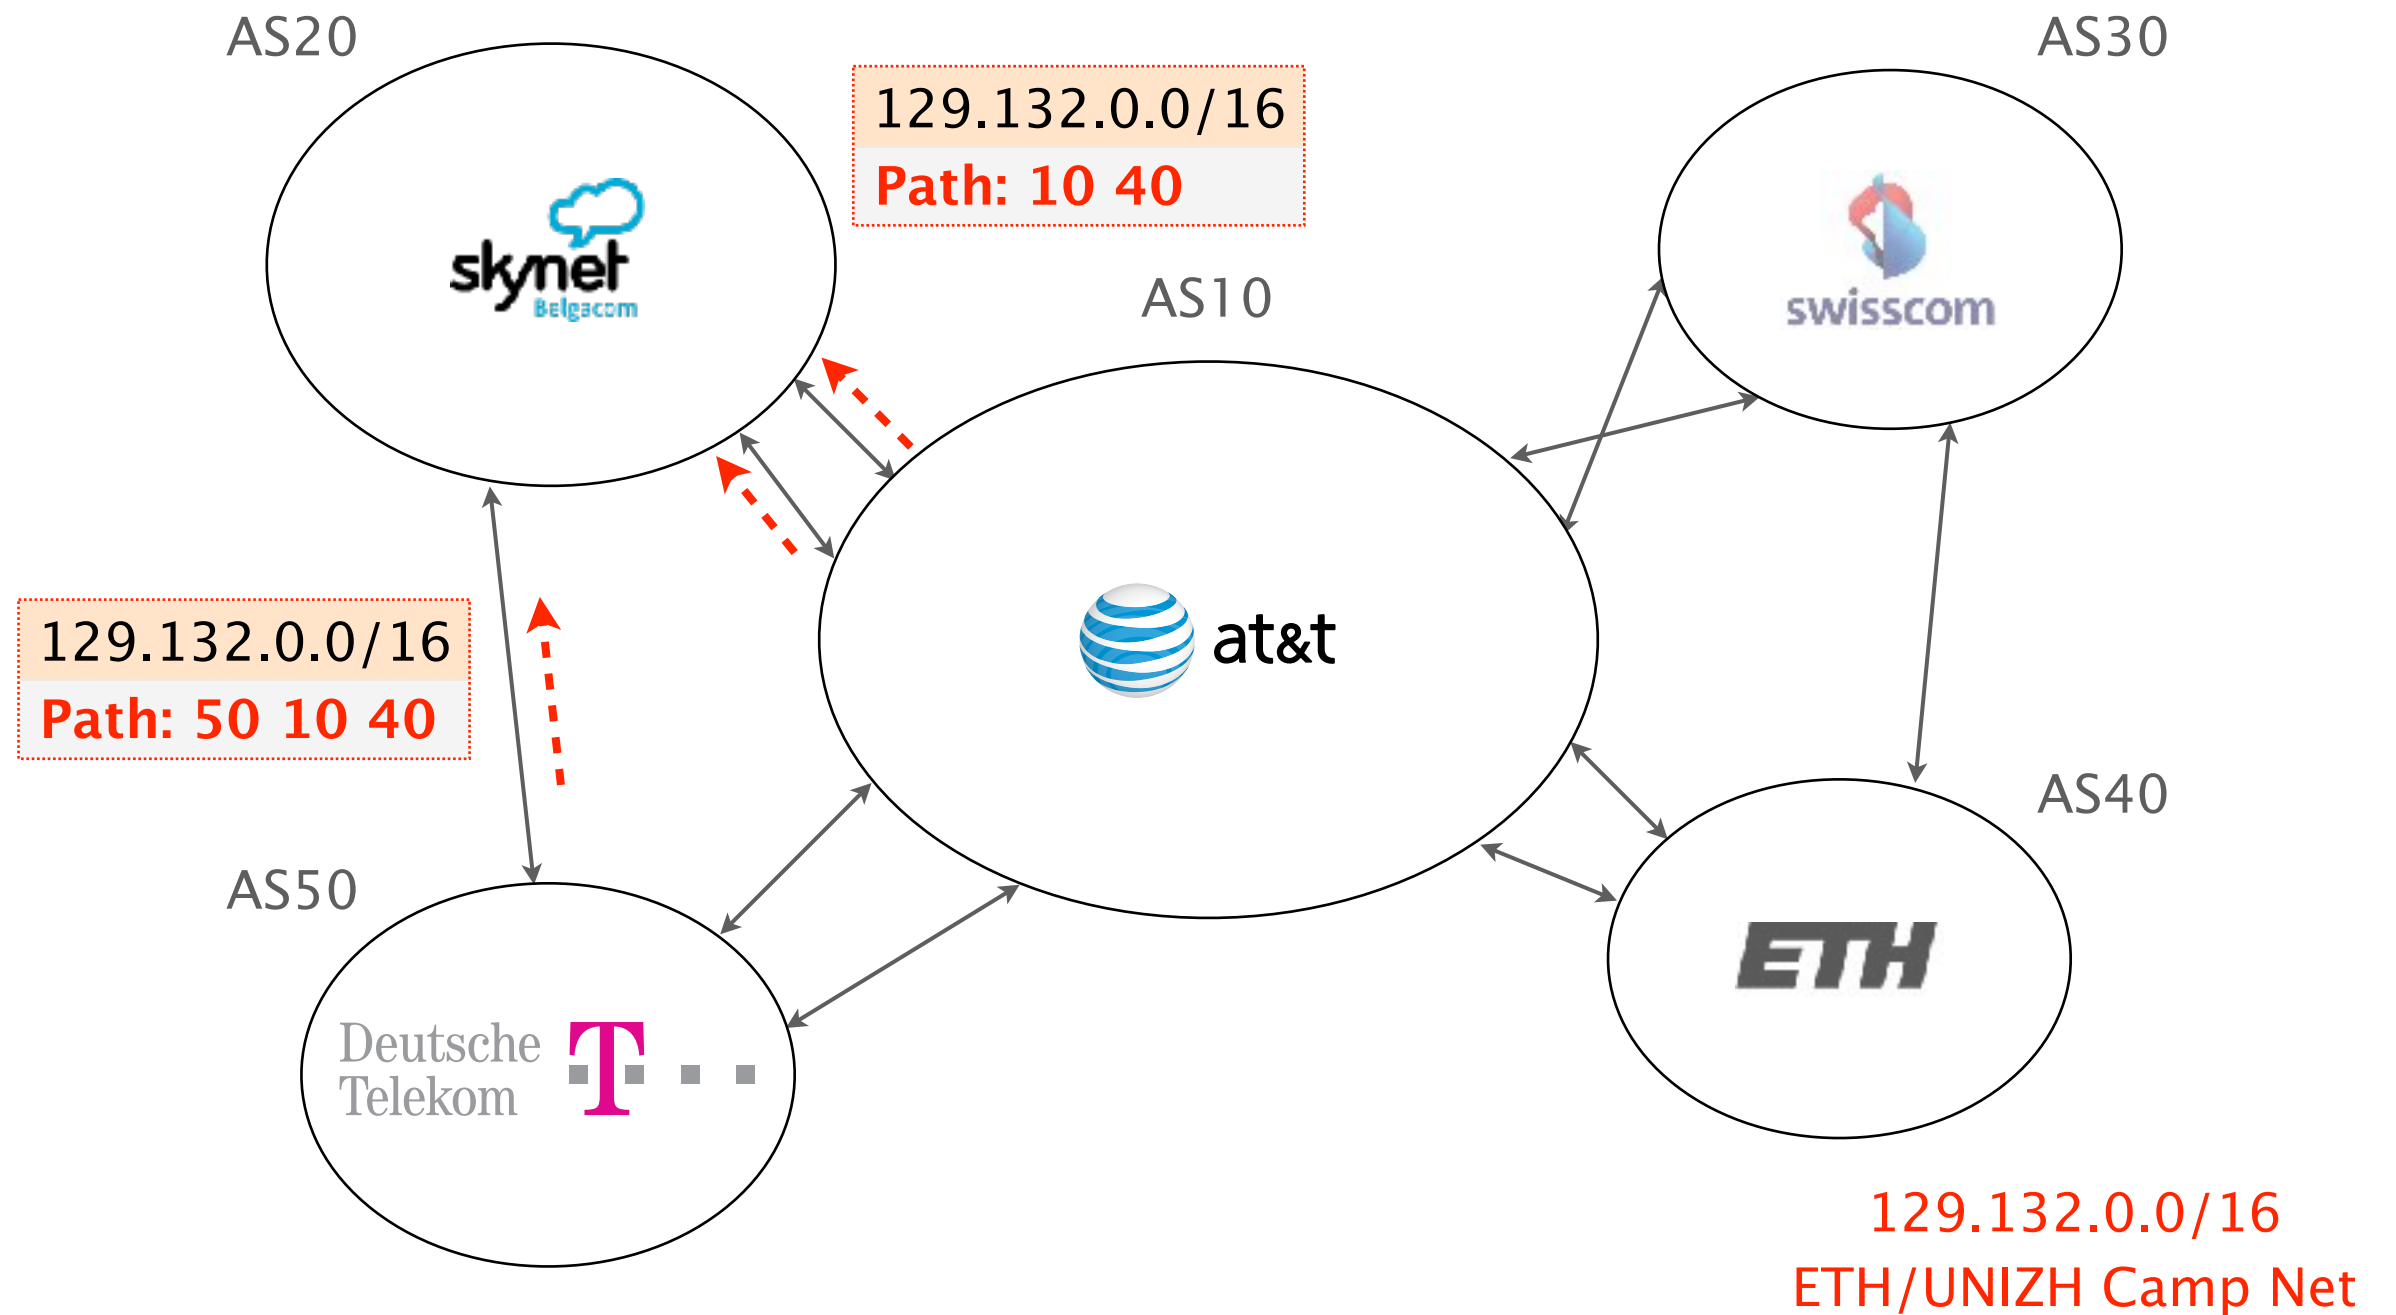 AS20
AS30
129.132.0.0/16
Path: 10 40
skynet
Belgacom
swisscom
AS10
129.132.0.0/16
Path: 50 10 40
at&t
AS40
AS50
ETH
Deutsche
Telekom
T
129.132.0.0/16
ETH/UNIZH Camp Net